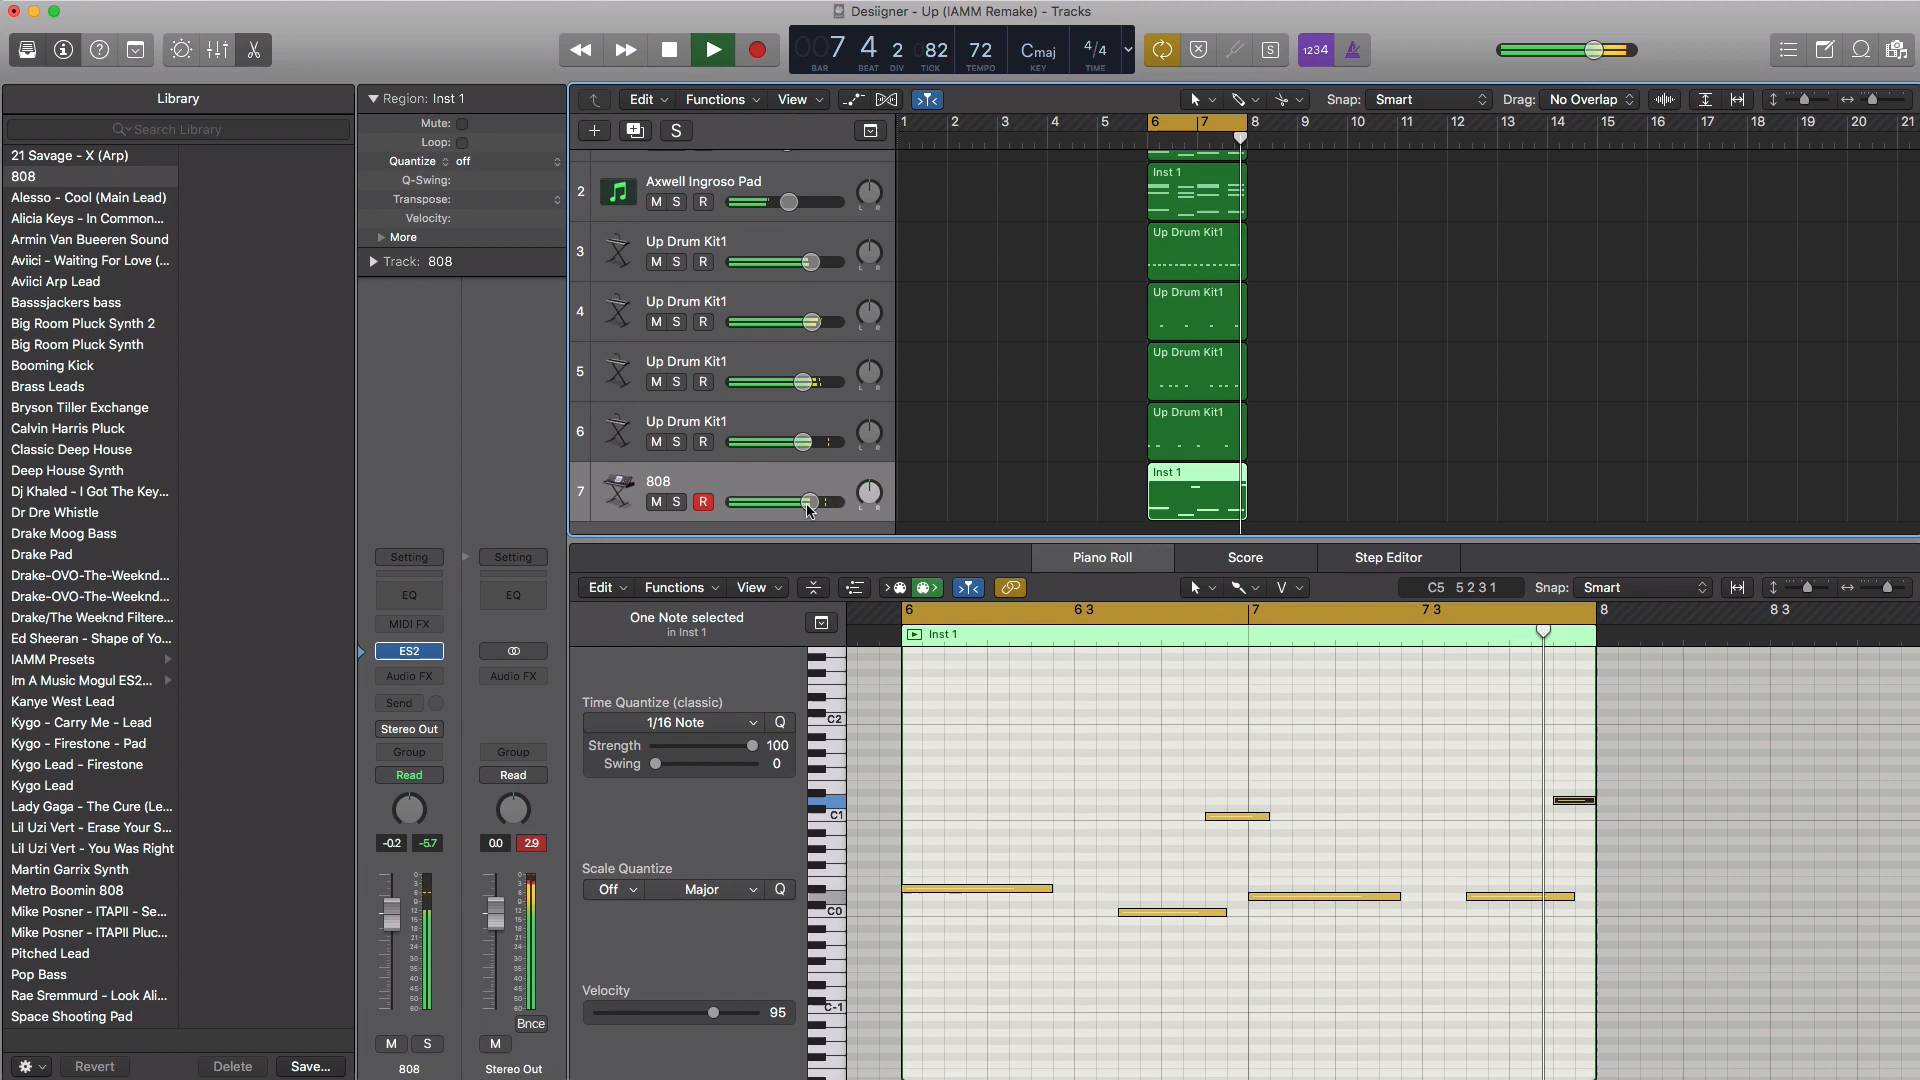 Desiigner - Up (IAMM Remake) - Tracks
007 4 2 082 72 Cmaj 4/4
BAR BEAT DIV TICK TEMPO KEY TIME
S
1234
Library
Search Library
21 Savage - X (Arp)
808
Alesso - Cool (Main Lead)
Alicia Keys - In Common...
Armin Van Bueeren Sound
Aviici - Waiting For Love (...
Aviici Arp Lead
Basssjackers bass
Big Room Pluck Synth 2
Big Room Pluck Synth
Booming Kick
Brass Leads
Bryson Tiller Exchange
Calvin Harris Pluck
Classic Deep House
Deep House Synth
Dj Khaled - I Got The Key...
Dr Dre Whistle
Drake Moog Bass
Drake Pad
Drake-OVO-The-Weeknd...
Drake-OVO-The-Weeknd...
Drake/The Weeknd Filtere...
Ed Sheeran - Shape of Yo...
IAMM Presets
Im A Music Mogul ES2...
Kanye West Lead
Kygo - Carry Me - Lead
Kygo - Firestone - Pad
Kygo Lead - Firestone
Kygo Lead
Lady Gaga - The Cure (Le...
Lil Uzi Vert - Erase Your S...
Lil Uzi Vert - You Was Right
Martin Garrix Synth
Metro Boomin 808
Mike Posner - ITAPII - Se...
Mike Posner - ITAPII Pluc...
Pitched Lead
Pop Bass
Rae Sremmurd - Look Ali...
Space Shooting Pad
Revert Delete Save...
Region: Inst 1
Mute:
Loop:
Quantize off
Q-Swing:
Transpose:
Velocity:
More
Track: 808
Setting Setting
EQ EQ
MIDI FX
ES2
Audio FX Audio FX
Send
Stereo Out
Group Group
Read Read
-0.2 -5.7 0.0 2.9
Bnce
M S M
808 Stereo Out
Edit Functions View
Snap: Smart Drag: No Overlap
S
1 2 3 4 5 6 7 8 9 10 11 12 13 14 15 16 17 18 19 20 21
2 Axwell Ingroso Pad
M S R
L R
Inst 1
3 Up Drum Kit1
M S R
L R
Up Drum Kit1
4 Up Drum Kit1
M S R
L R
Up Drum Kit1
5 Up Drum Kit1
M S R
L R
Up Drum Kit1
6 Up Drum Kit1
M S R
L R
Up Drum Kit1
7 808
M S R
L R
Inst 1
Piano Roll Score Step Editor
Edit Functions View
V
C5 5 2 3 1
Snap: Smart
One Note selected
in Inst 1
6 6 3 7 7 3 8 8 3
Inst 1
Time Quantize (classic)
1/16 Note Q
Strength 100
Swing 0
Scale Quantize
Off Major Q
Velocity
95
C2
C1
C0
C-1